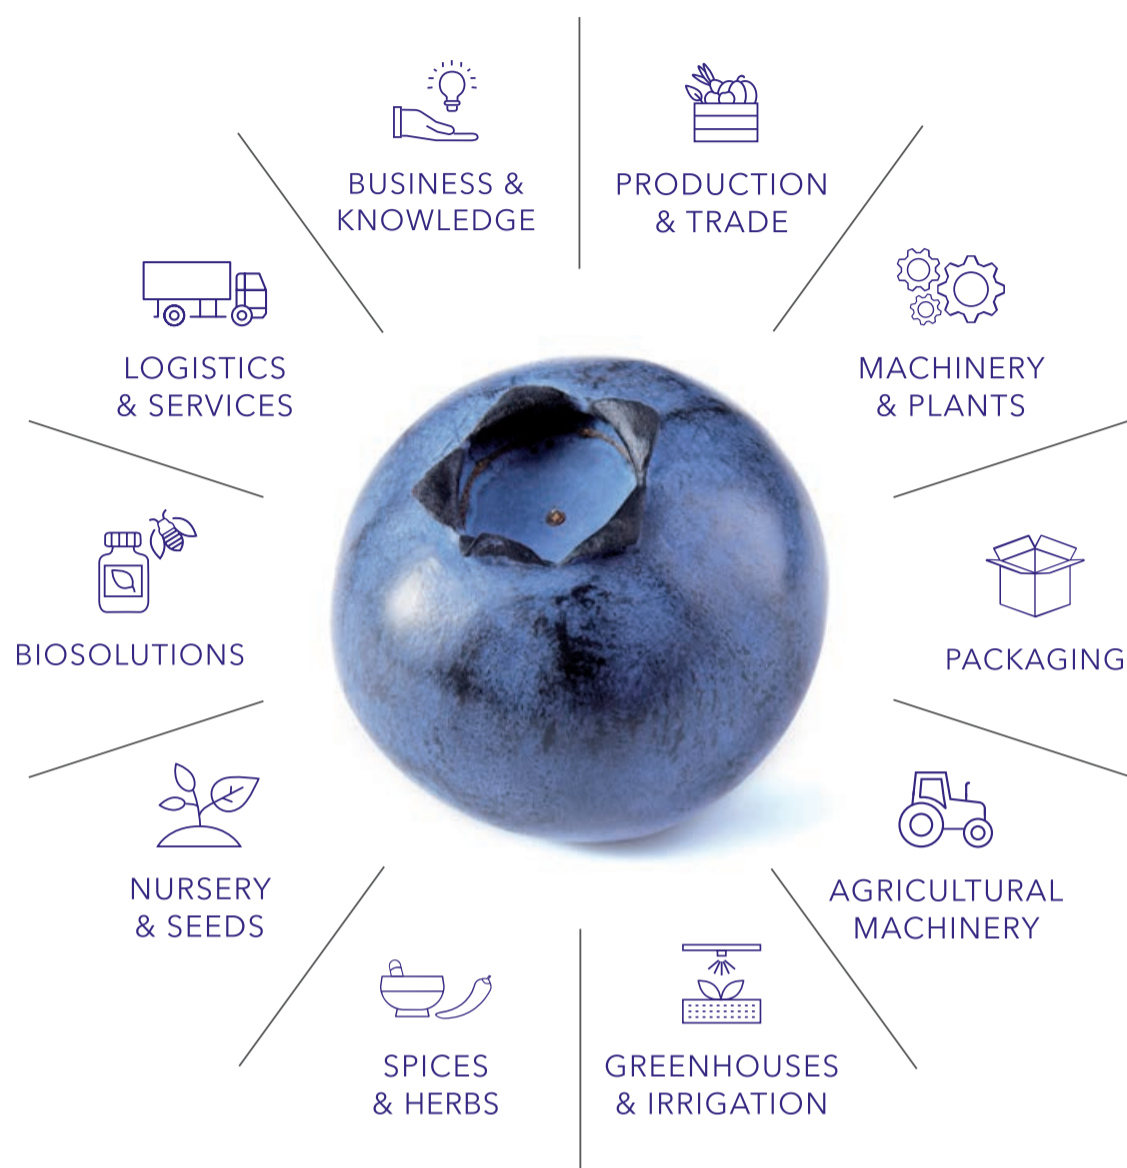 BUSINESS &
KNOWLEDGE
PRODUCTION
& TRADE
LOGISTICS
& SERVICES
MACHINERY
& PLANTS
BIOSOLUTIONS
PACKAGING
NURSERY
& SEEDS
AGRICULTURAL
MACHINERY
SPICES
& HERBS
GREENHOUSES
& IRRIGATION